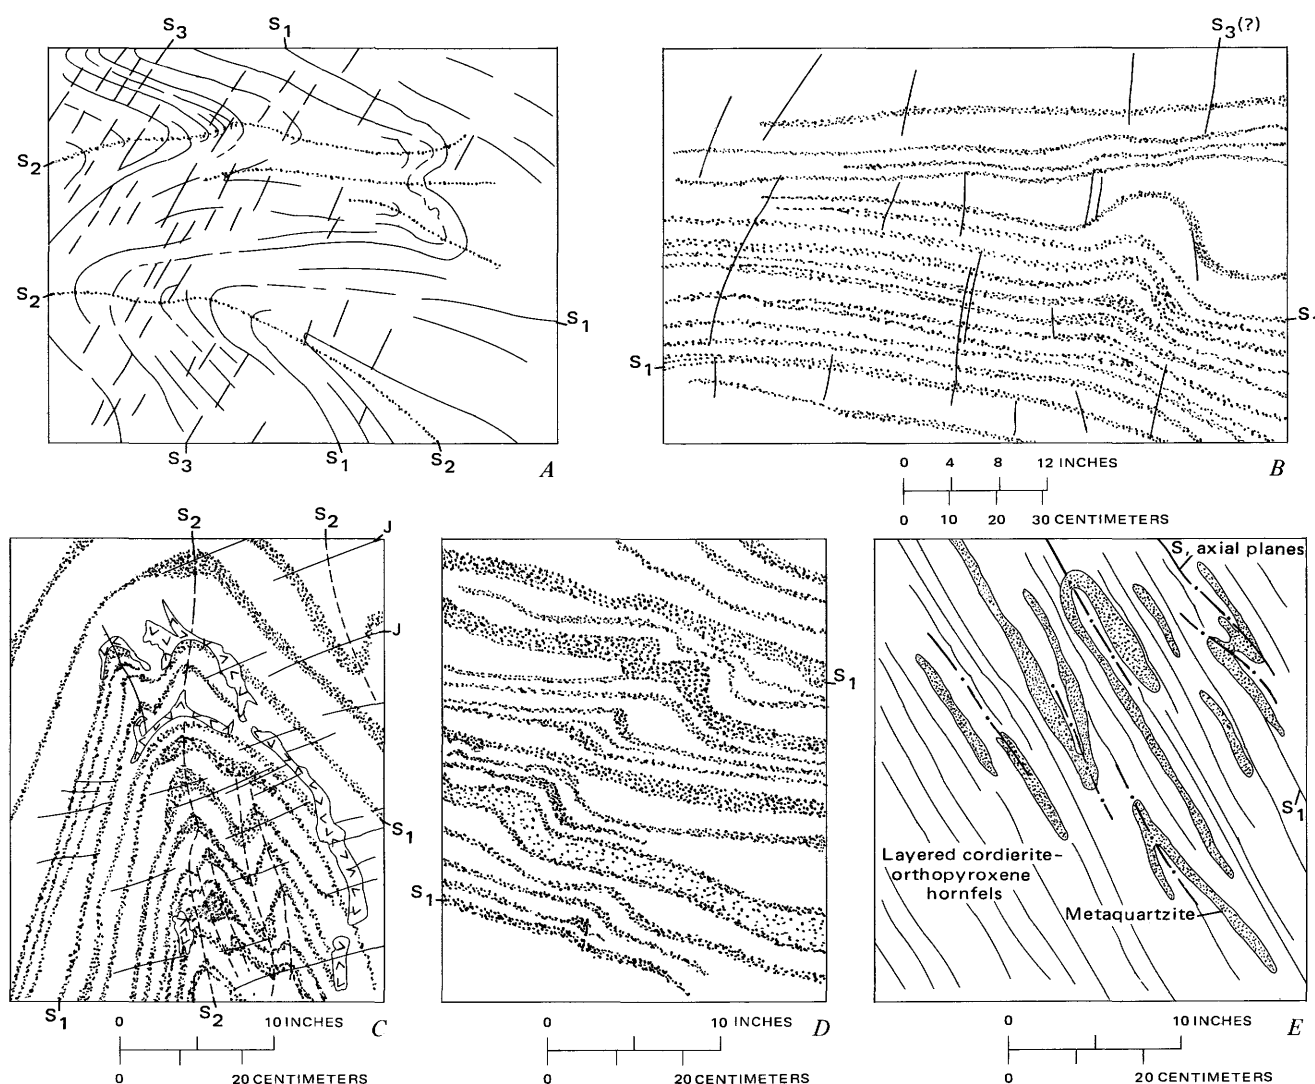 S3
S1
S2
S2
S1
S3
S1
S2
A
S3(?)
S1
S1
B
0 4 8 12 INCHES
0 10 20 30 CENTIMETERS
S2
S2
J
J
S1
S1
S2
C
0 10 INCHES
0 20 CENTIMETERS
S1
S1
D
0 10 INCHES
0 20 CENTIMETERS
S, axial planes
S1
Layered cordierite–
orthopyroxene
hornfels
Metaquartzite
E
0 10 INCHES
0 20 CENTIMETERS